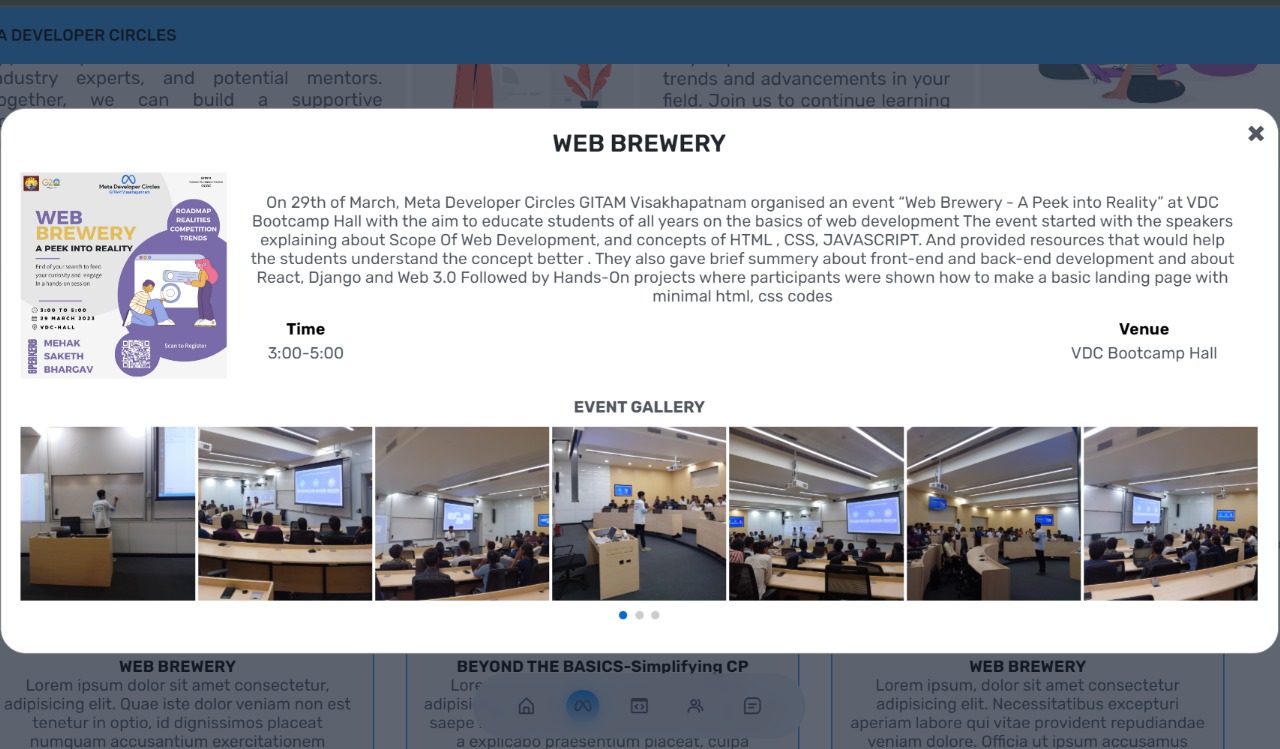 A DEVELOPER CIRCLES
ndustry experts, and potential mentors.
ogether, we can build a supportive
trends and advancements in your
field. Join us to continue learning
WEB BREWERY
✖
G20
Meta Developer Circles
GITAM Visakhapatnam
WEB
BREWERY
A PEEK INTO REALITY
End of your search to feed
your curiosity and engage
In a hands-on session
ROADMAP
REALITIES
COMPETITION
TRENDS
3:00 TO 5:00
29 MARCH 2023
VDC-HALL
SPEKERS
MEHAK
SAKETH
BHARGAV
Scan to Register
On 29th of March, Meta Developer Circles GITAM Visakhapatnam organised an event “Web Brewery - A Peek into Reality” at VDC
Bootcamp Hall with the aim to educate students of all years on the basics of web development The event started with the speakers
explaining about Scope Of Web Development, and concepts of HTML , CSS, JAVASCRIPT. And provided resources that would help
the students understand the concept better . They also gave brief summery about front-end and back-end development and about
React, Django and Web 3.0 Followed by Hands-On projects where participants were shown how to make a basic landing page with
minimal html, css codes
Time
3:00-5:00
Venue
VDC Bootcamp Hall
EVENT GALLERY
WEB BREWERY
Lorem ipsum dolor sit amet consectetur,
adipisicing elit. Quae iste dolor veniam non est
tenetur in optio, id dignissimos placeat
numquam accusantium exercitationem
BEYOND THE BASICS-Simplifying CP
Lore
adipisi
saepe
a explicabo praesentium placeat, culpa
WEB BREWERY
Lorem ipsum, dolor sit amet consectetur
adipisicing elit. Necessitatibus excepturi
aperiam labore qui vitae provident repudiandae
veniam dolore. Officia ut ipsum accusamus